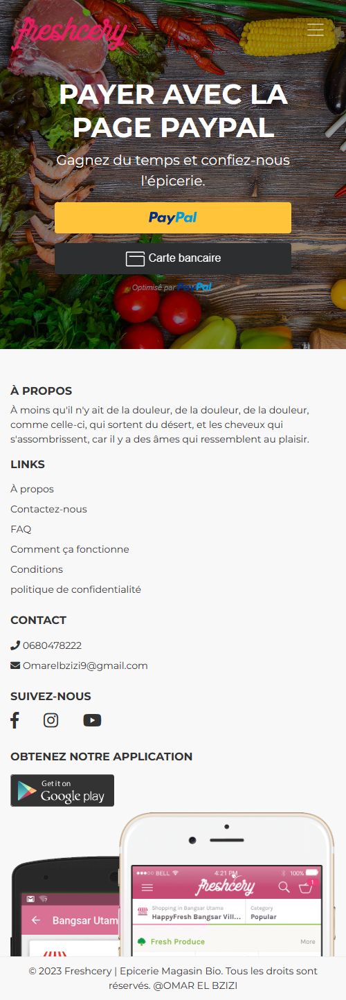 freshcery
PAYER AVEC LA
PAGE PAYPAL
Gagnez du temps et confiez-nous
l'épicerie.
PayPal
Carte bancaire
Optimisé par PayPal
À PROPOS
À moins qu'il n'y ait de la douleur, de la douleur, de la douleur,
comme celle-ci, qui sortent du désert, et les cheveux qui
s'assombrissent, car il y a des âmes qui ressemblent au plaisir.
LINKS
À propos
Contactez-nous
FAQ
Comment ça fonctionne
Conditions
politique de confidentialité
CONTACT
0680478222
Omarelbzizi9@gmail.com
SUIVEZ-NOUS
OBTENEZ NOTRE APPLICATION
Get it on
Google play
BELL 4:21 PM 100%
freshcery
1
Shopping in Bangsar Utama Category
HappyFresh Bangsar Vill... Popular
Bangsar Utam
Fresh Produce More
© 2023 Freshcery | Epicerie Magasin Bio. Tous les droits sont
réservés. @OMAR EL BZIZI